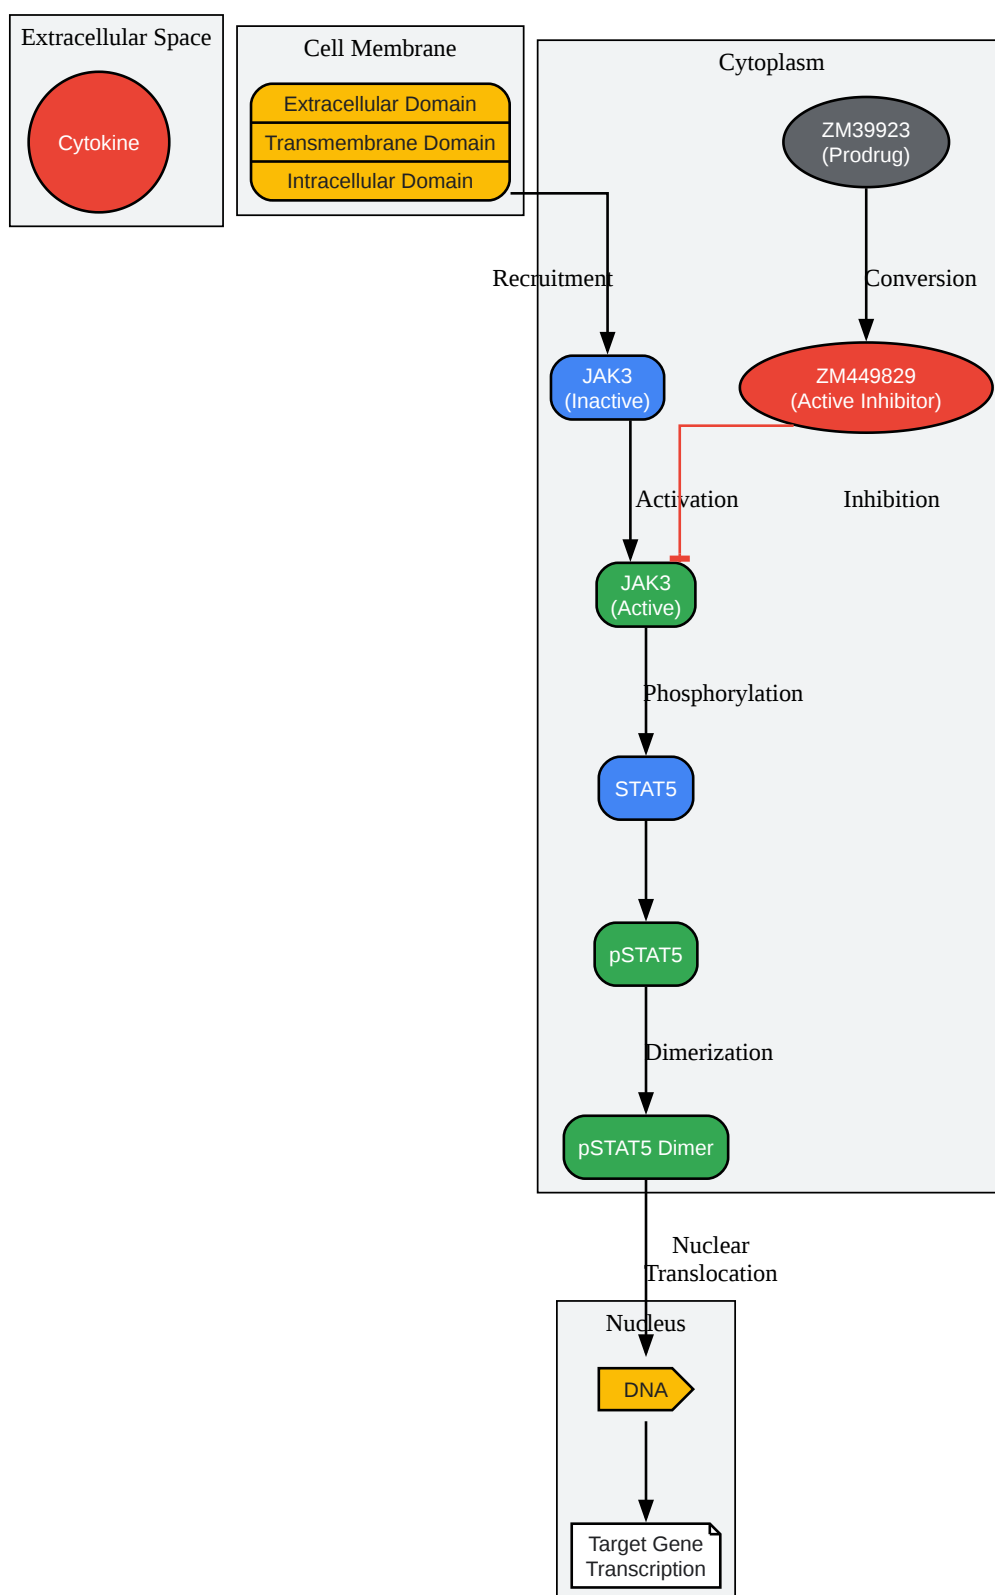 Extracellular Space
Cytokine
Cell Membrane
Extracellular Domain
Transmembrane Domain
Intracellular Domain
Cytoplasm
ZM39923
(Prodrug)
Recruitment
Conversion
JAK3
(Inactive)
ZM449829
(Active Inhibitor)
Activation
Inhibition
JAK3
(Active)
Phosphorylation
STAT5
pSTAT5
Dimerization
pSTAT5 Dimer
Nuclear
Translocation
Nucleus
DNA
Target Gene
Transcription